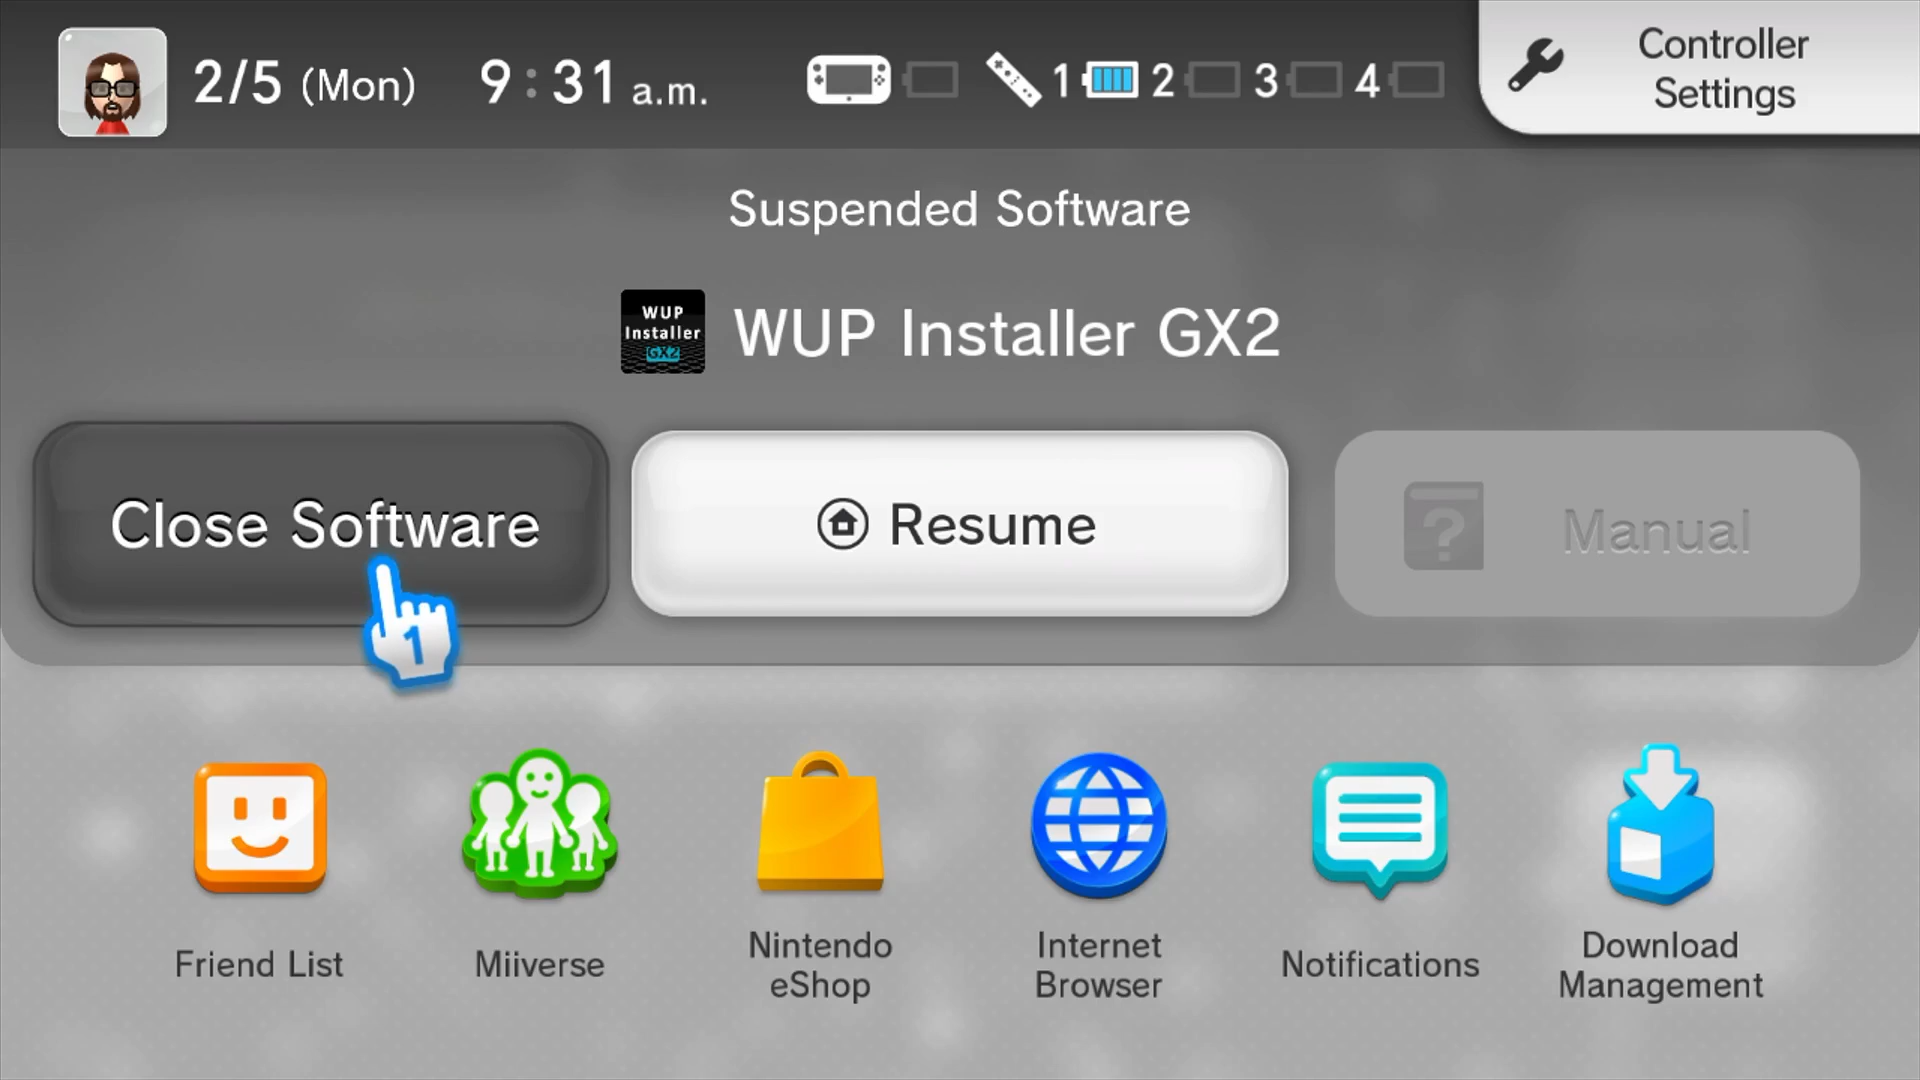 2/5 (Mon) 9:31 a.m. 1 2 3 4
Controller
Settings
Suspended Software
WUP
Installer
GX2
WUP Installer GX2
Close Software
Resume
? Manual
1
Friend List
Miiverse
Nintendo
eShop
Internet
Browser
Notifications
Download
Management